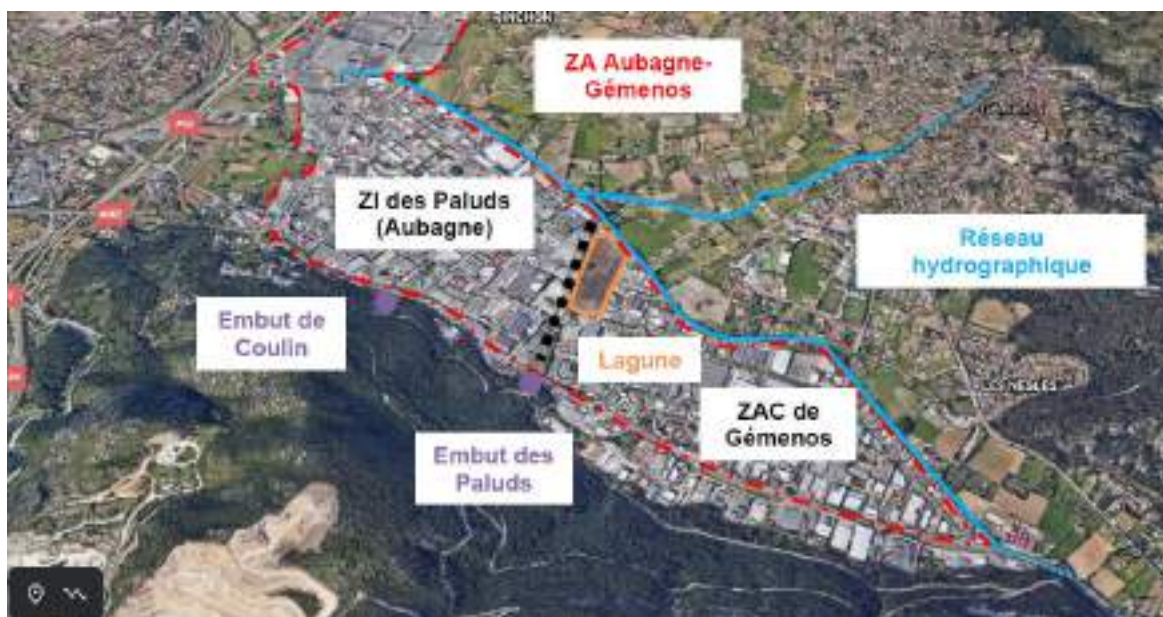 ZA Aubagne-
Gémenos
ZI des Paluds
(Aubagne)
Réseau
hydrographique
Embut de
Coulin
Lagune
ZAC de
Gémenos
Embut des
Paluds